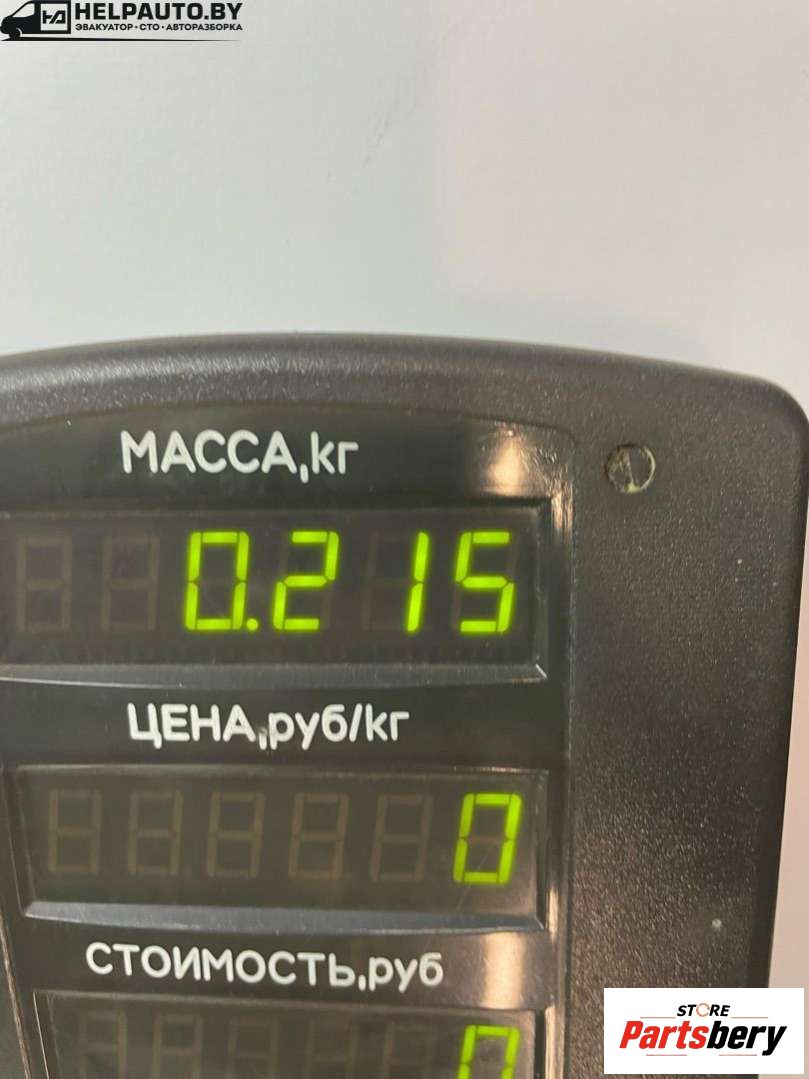 HELPAUTO.BY
ЭВАКУАТОР · СТО · АВТОРАЗБОРКА
МАССА,кг
0.215
ЦЕНА,руб/кг
0
СТОИМОСТЬ,руб
0
STORE
Partsbery